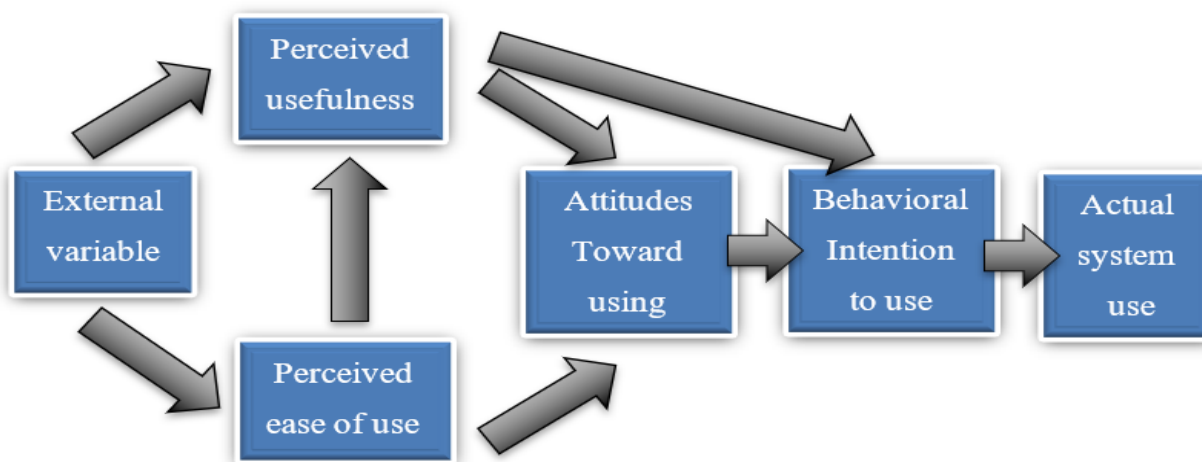 Perceived
usefulness
External
variable
Attitudes
Toward
using
Behavioral
Intention
to use
Actual
system
use
Perceived
ease of use